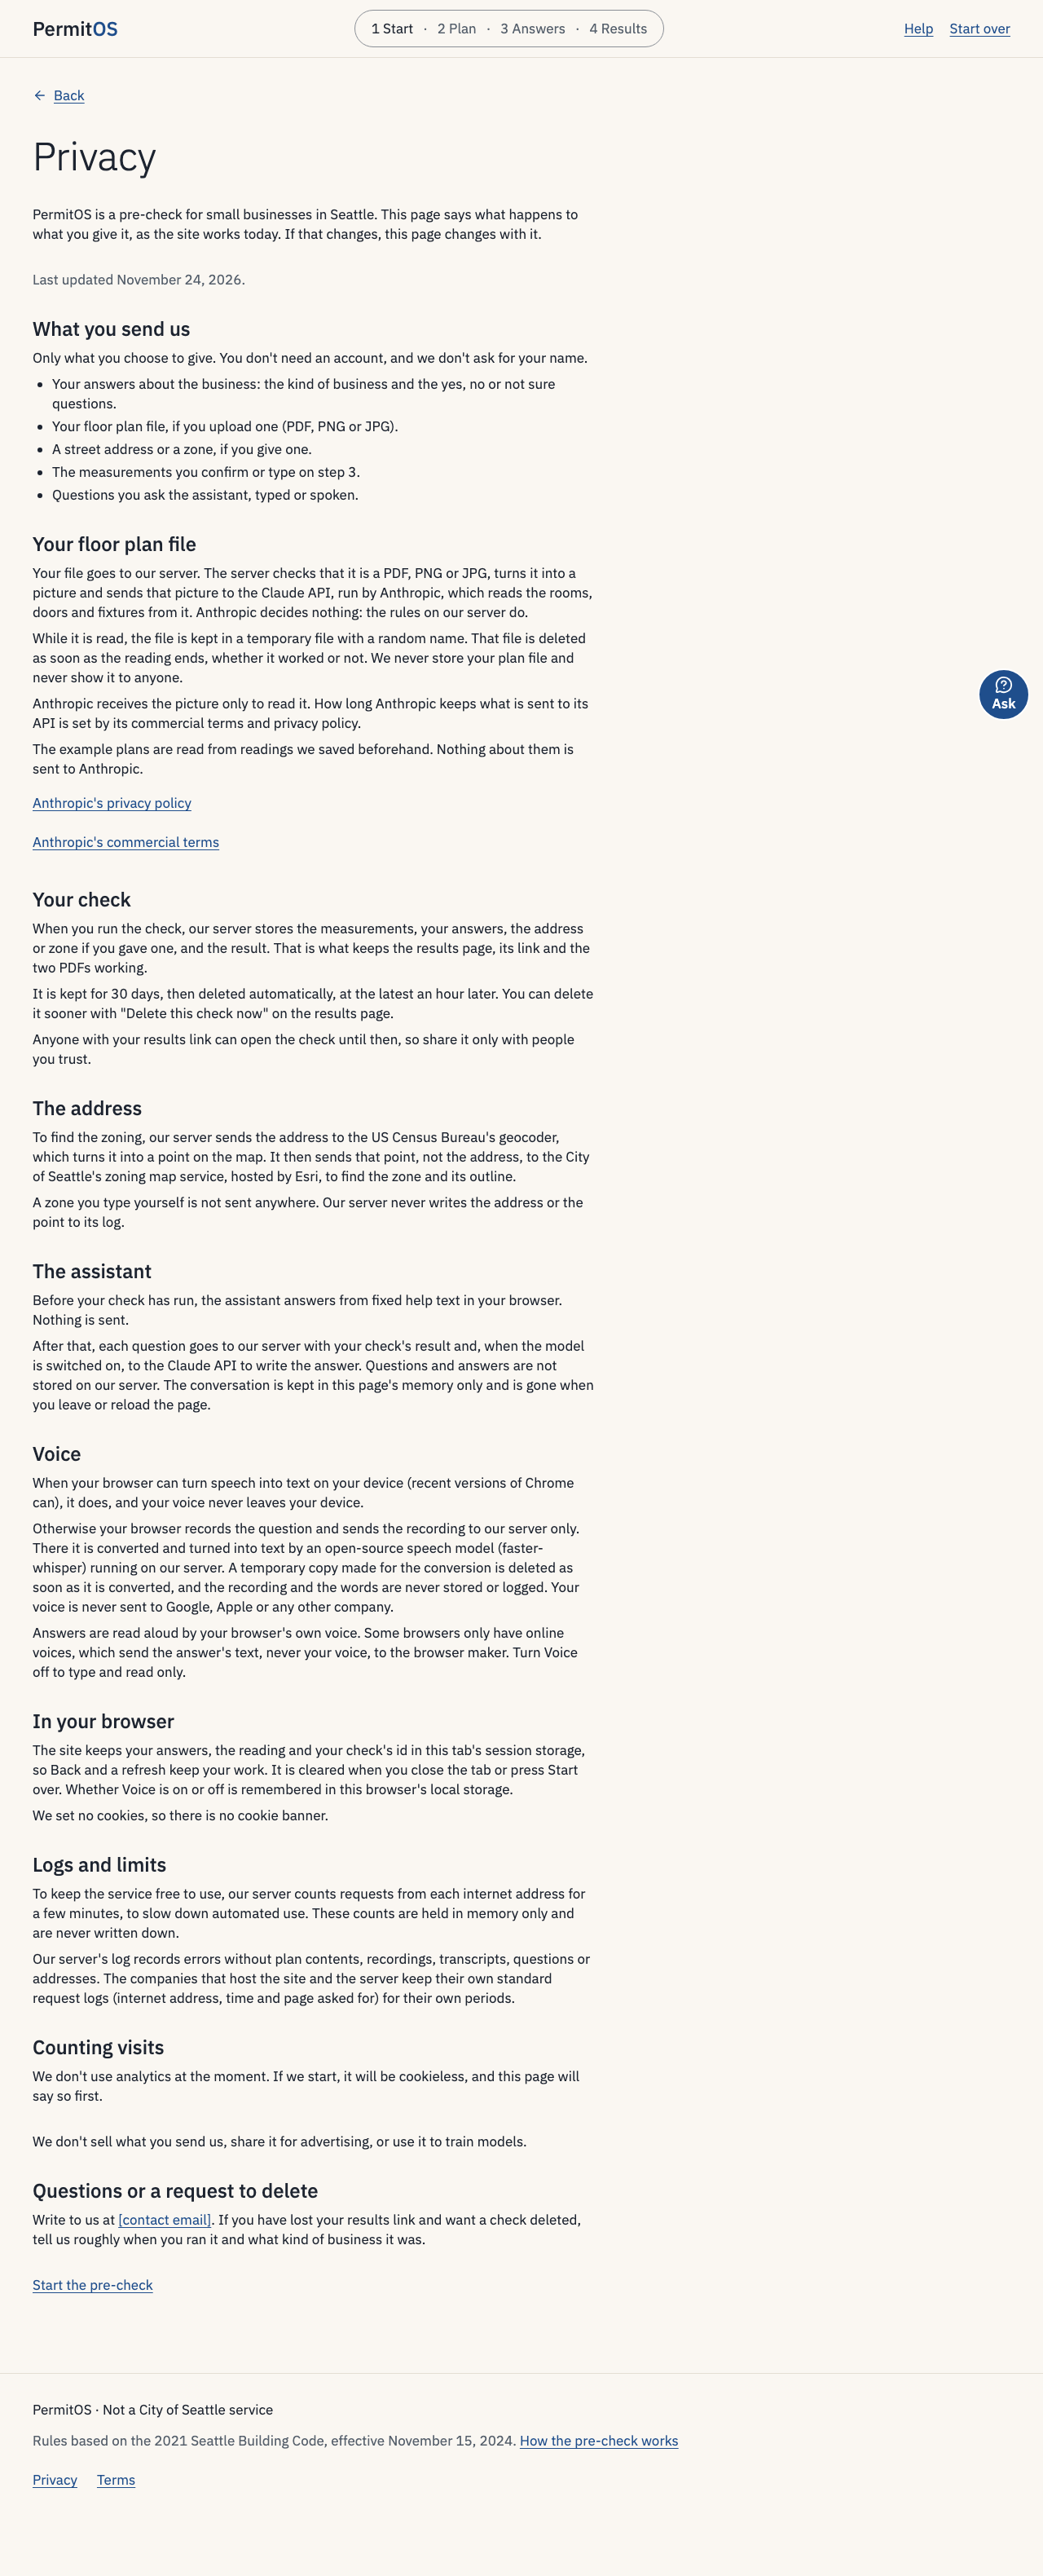 PermitOS
1 Start · 2 Plan · 3 Answers · 4 Results
Help
Start over
← Back
Privacy
PermitOS is a pre-check for small businesses in Seattle. This page says what happens to
what you give it, as the site works today. If that changes, this page changes with it.
Last updated November 24, 2026.
What you send us
Only what you choose to give. You don't need an account, and we don't ask for your name.
• Your answers about the business: the kind of business and the yes, no or not sure
questions.
• Your floor plan file, if you upload one (PDF, PNG or JPG).
• A street address or a zone, if you give one.
• The measurements you confirm or type on step 3.
• Questions you ask the assistant, typed or spoken.
Your floor plan file
Your file goes to our server. The server checks that it is a PDF, PNG or JPG, turns it into a
picture and sends that picture to the Claude API, run by Anthropic, which reads the rooms,
doors and fixtures from it. Anthropic decides nothing: the rules on our server do.
While it is read, the file is kept in a temporary file with a random name. That file is deleted
as soon as the reading ends, whether it worked or not. We never store your plan file and
never show it to anyone.
Anthropic receives the picture only to read it. How long Anthropic keeps what is sent to its
API is set by its commercial terms and privacy policy.
The example plans are read from readings we saved beforehand. Nothing about them is
sent to Anthropic.
Anthropic's privacy policy
Anthropic's commercial terms
Ask
Your check
When you run the check, our server stores the measurements, your answers, the address
or zone if you gave one, and the result. That is what keeps the results page, its link and the
two PDFs working.
It is kept for 30 days, then deleted automatically, at the latest an hour later. You can delete
it sooner with "Delete this check now" on the results page.
Anyone with your results link can open the check until then, so share it only with people
you trust.
The address
To find the zoning, our server sends the address to the US Census Bureau's geocoder,
which turns it into a point on the map. It then sends that point, not the address, to the City
of Seattle's zoning map service, hosted by Esri, to find the zone and its outline.
A zone you type yourself is not sent anywhere. Our server never writes the address or the
point to its log.
The assistant
Before your check has run, the assistant answers from fixed help text in your browser.
Nothing is sent.
After that, each question goes to our server with your check's result and, when the model
is switched on, to the Claude API to write the answer. Questions and answers are not
stored on our server. The conversation is kept in this page's memory only and is gone when
you leave or reload the page.
Voice
When your browser can turn speech into text on your device (recent versions of Chrome
can), it does, and your voice never leaves your device.
Otherwise your browser records the question and sends the recording to our server only.
There it is converted and turned into text by an open-source speech model (faster-
whisper) running on our server. A temporary copy made for the conversion is deleted as
soon as it is converted, and the recording and the words are never stored or logged. Your
voice is never sent to Google, Apple or any other company.
Answers are read aloud by your browser's own voice. Some browsers only have online
voices, which send the answer's text, never your voice, to the browser maker. Turn Voice
off to type and read only.
In your browser
The site keeps your answers, the reading and your check's id in this tab's session storage,
so Back and a refresh keep your work. It is cleared when you close the tab or press Start
over. Whether Voice is on or off is remembered in this browser's local storage.
We set no cookies, so there is no cookie banner.
Logs and limits
To keep the service free to use, our server counts requests from each internet address for
a few minutes, to slow down automated use. These counts are held in memory only and
are never written down.
Our server's log records errors without plan contents, recordings, transcripts, questions or
addresses. The companies that host the site and the server keep their own standard
request logs (internet address, time and page asked for) for their own periods.
Counting visits
We don't use analytics at the moment. If we start, it will be cookieless, and this page will
say so first.
We don't sell what you send us, share it for advertising, or use it to train models.
Questions or a request to delete
Write to us at [contact email]. If you have lost your results link and want a check deleted,
tell us roughly when you ran it and what kind of business it was.
Start the pre-check
PermitOS · Not a City of Seattle service
Rules based on the 2021 Seattle Building Code, effective November 15, 2024. How the pre-check works
Privacy
Terms